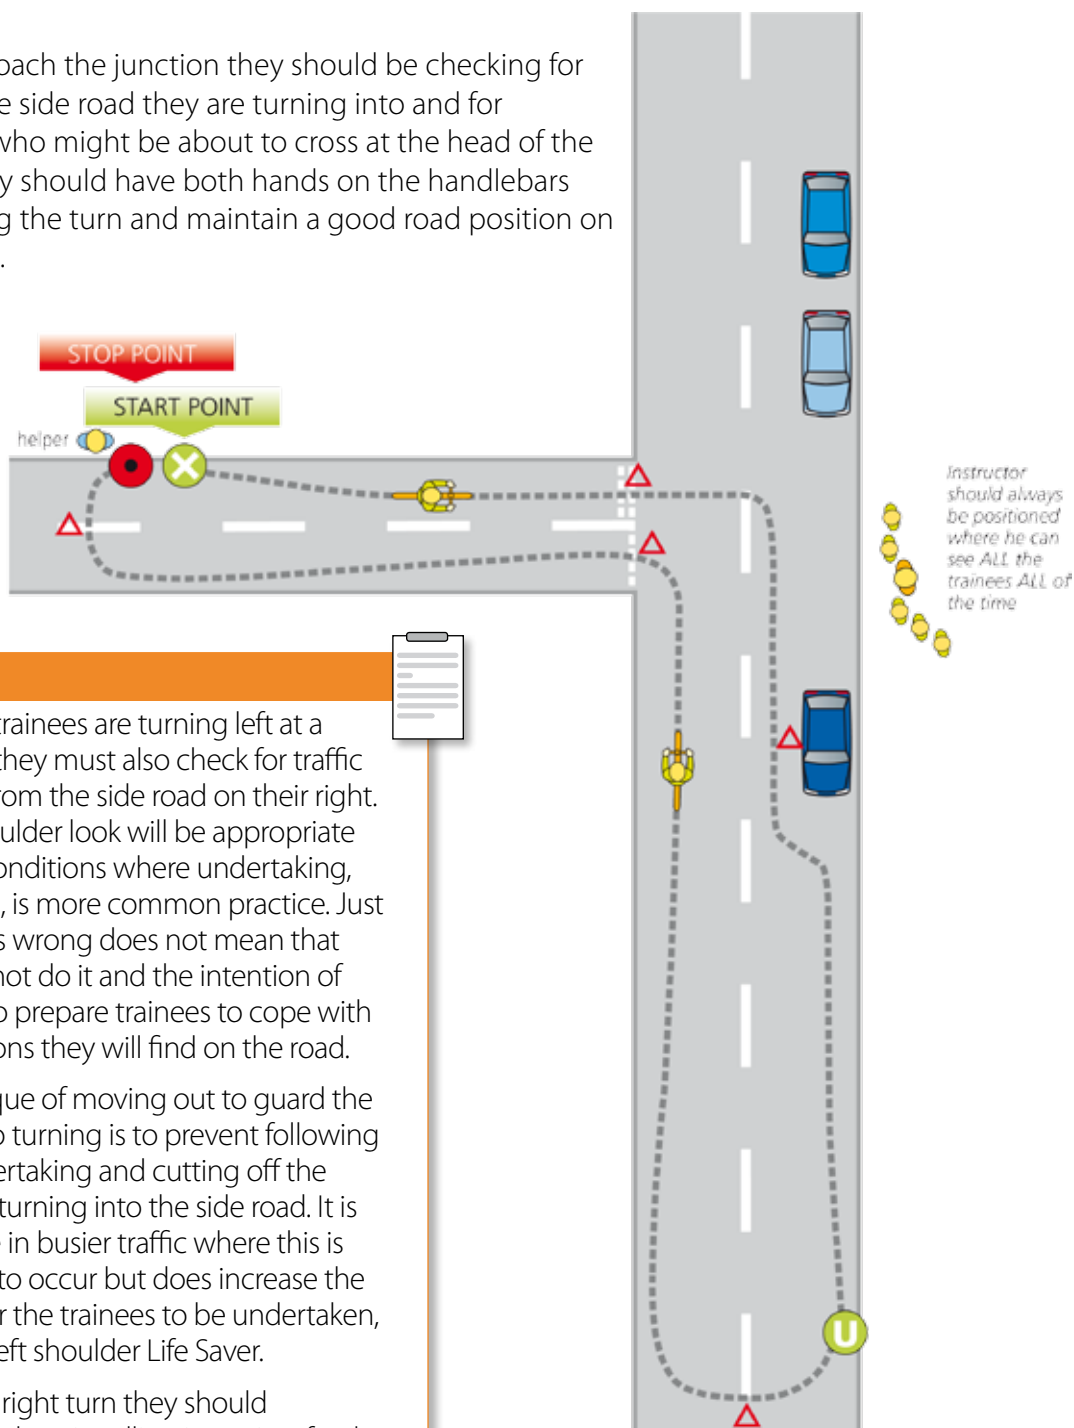 oach the junction they should be checking for
e side road they are turning into and for
who might be about to cross at the head of the
y should have both hands on the handlebars
g the turn and maintain a good road position on
.
STOP POINT
START POINT
helper
Instructor
should always
be positioned
where he can
see ALL the
trainees ALL of
the time
trainees are turning left at a
they must also check for traffic
rom the side road on their right.
oulder look will be appropriate
onditions where undertaking,
, is more common practice. Just
s wrong does not mean that
not do it and the intention of
o prepare trainees to cope with
ons they will find on the road.
que of moving out to guard the
o turning is to prevent following
ertaking and cutting off the
turning into the side road. It is
e in busier traffic where this is
to occur but does increase the
r the trainees to be undertaken,
eft shoulder Life Saver.
right turn they should
U